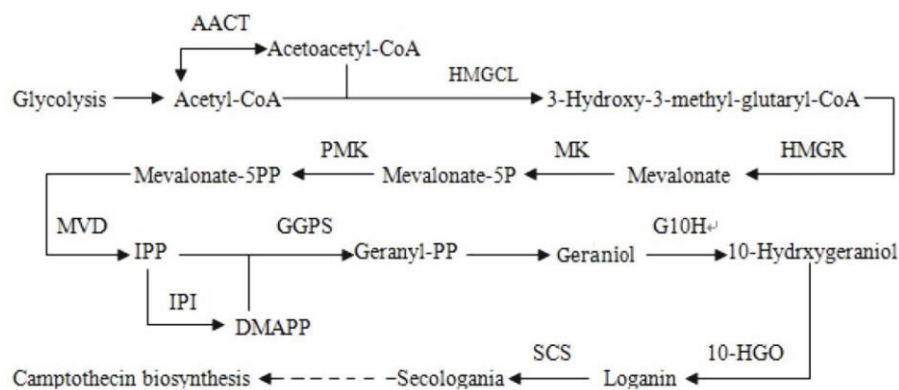 AACT
Acetoacetyl-CoA
HMGCL
Glycolysis Acetyl-CoA 3-Hydroxy-3-methyl-glutaryl-CoA
PMK MK HMGR
Mevalonate-5PP Mevalonate-5P Mevalonate
MVD GGPS G10H↵
IPP Geranyl-PP Geraniol 10-Hydrxygeraniol
IPI
DMAPP
SCS 10-HGO
Camptothecin biosynthesis Secologania Loganin